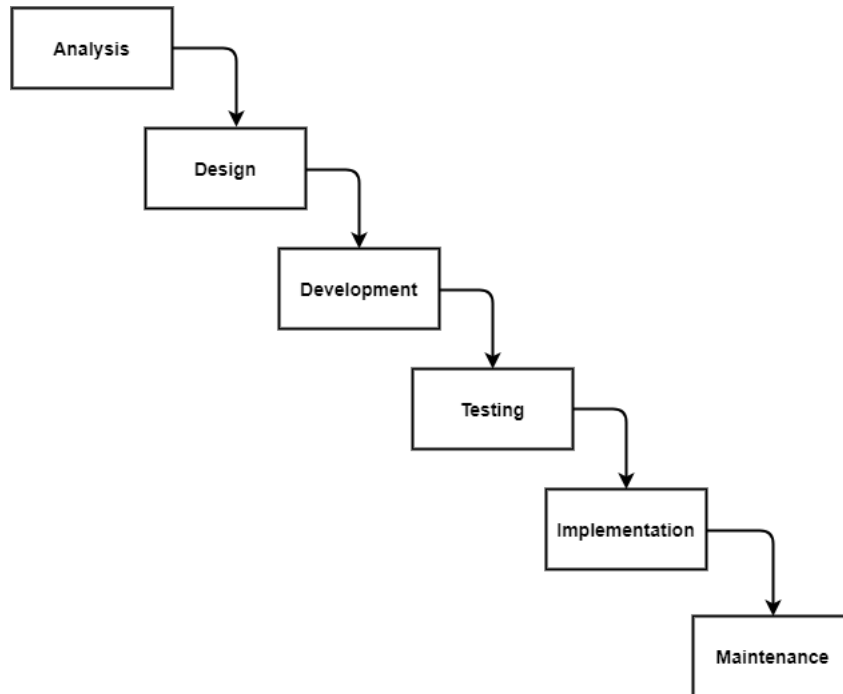 Analysis
Design
Development
Testing
Implementation
Maintenance